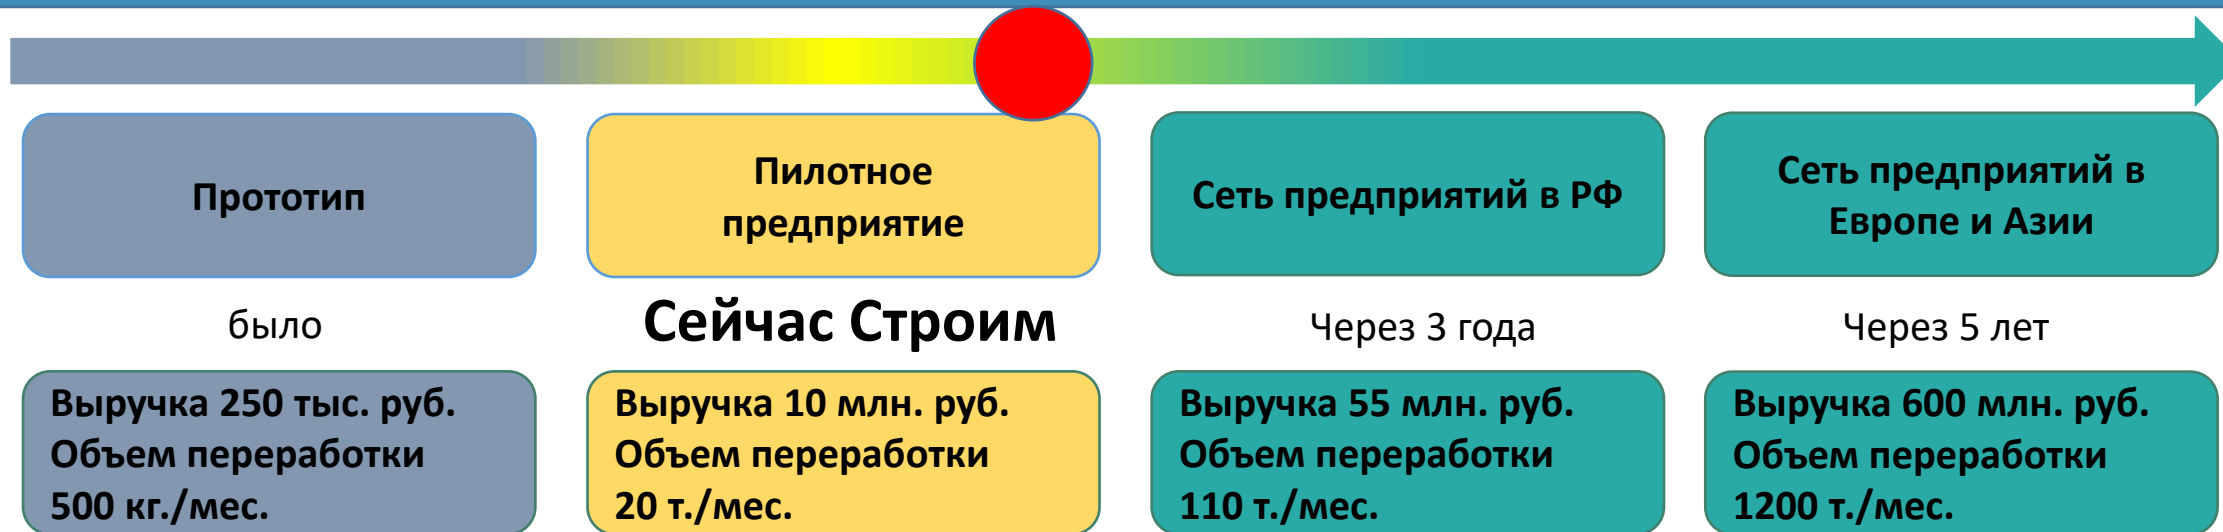 Прототип
Пилотное
предприятие
Сеть предприятий в РФ
Сеть предприятий в
Европе и Азии
было
Сейчас Строим
Через 3 года
Через 5 лет
Выручка 250 тыс. руб.
Объем переработки
500 кг./мес.
Выручка 10 млн. руб.
Объем переработки
20 т./мес.
Выручка 55 млн. руб.
Объем переработки
110 т./мес.
Выручка 600 млн. руб.
Объем переработки
1200 т./мес.